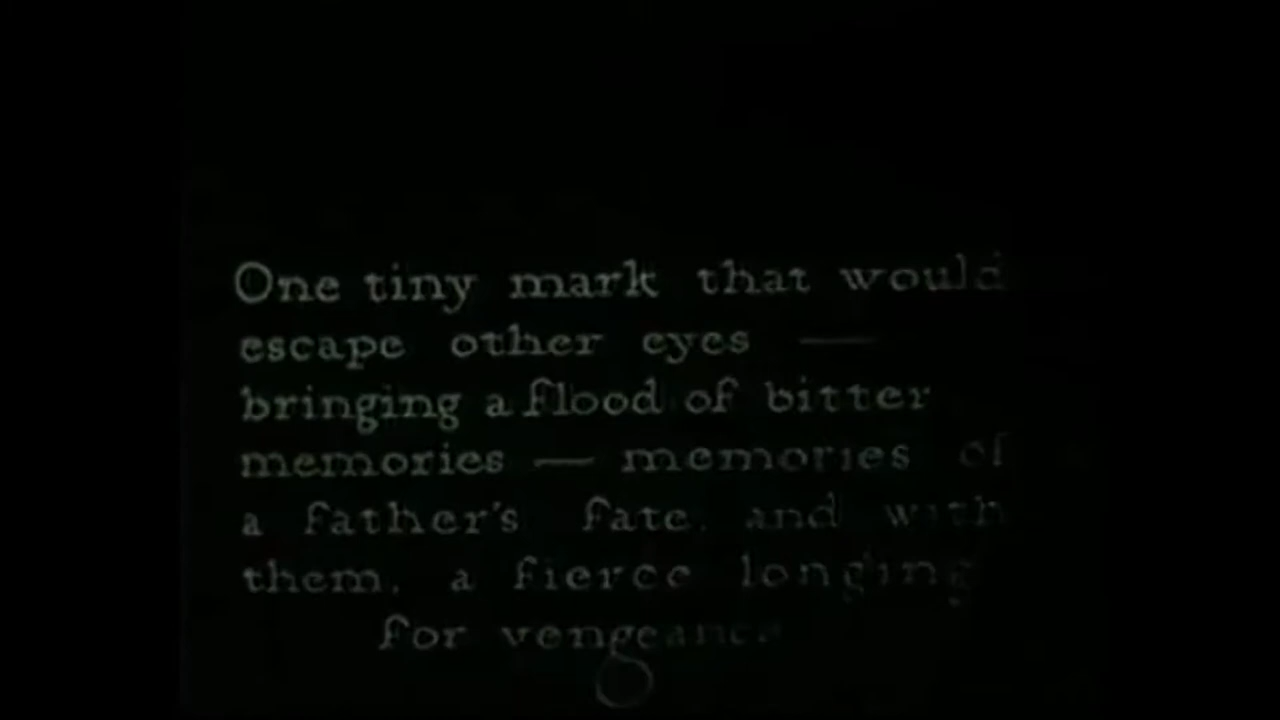 One tiny mark that would
escape other eyes —
bringing a flood of bitter
memories — memories of
a father's fate, and with
them, a fierce longing
for vengeance